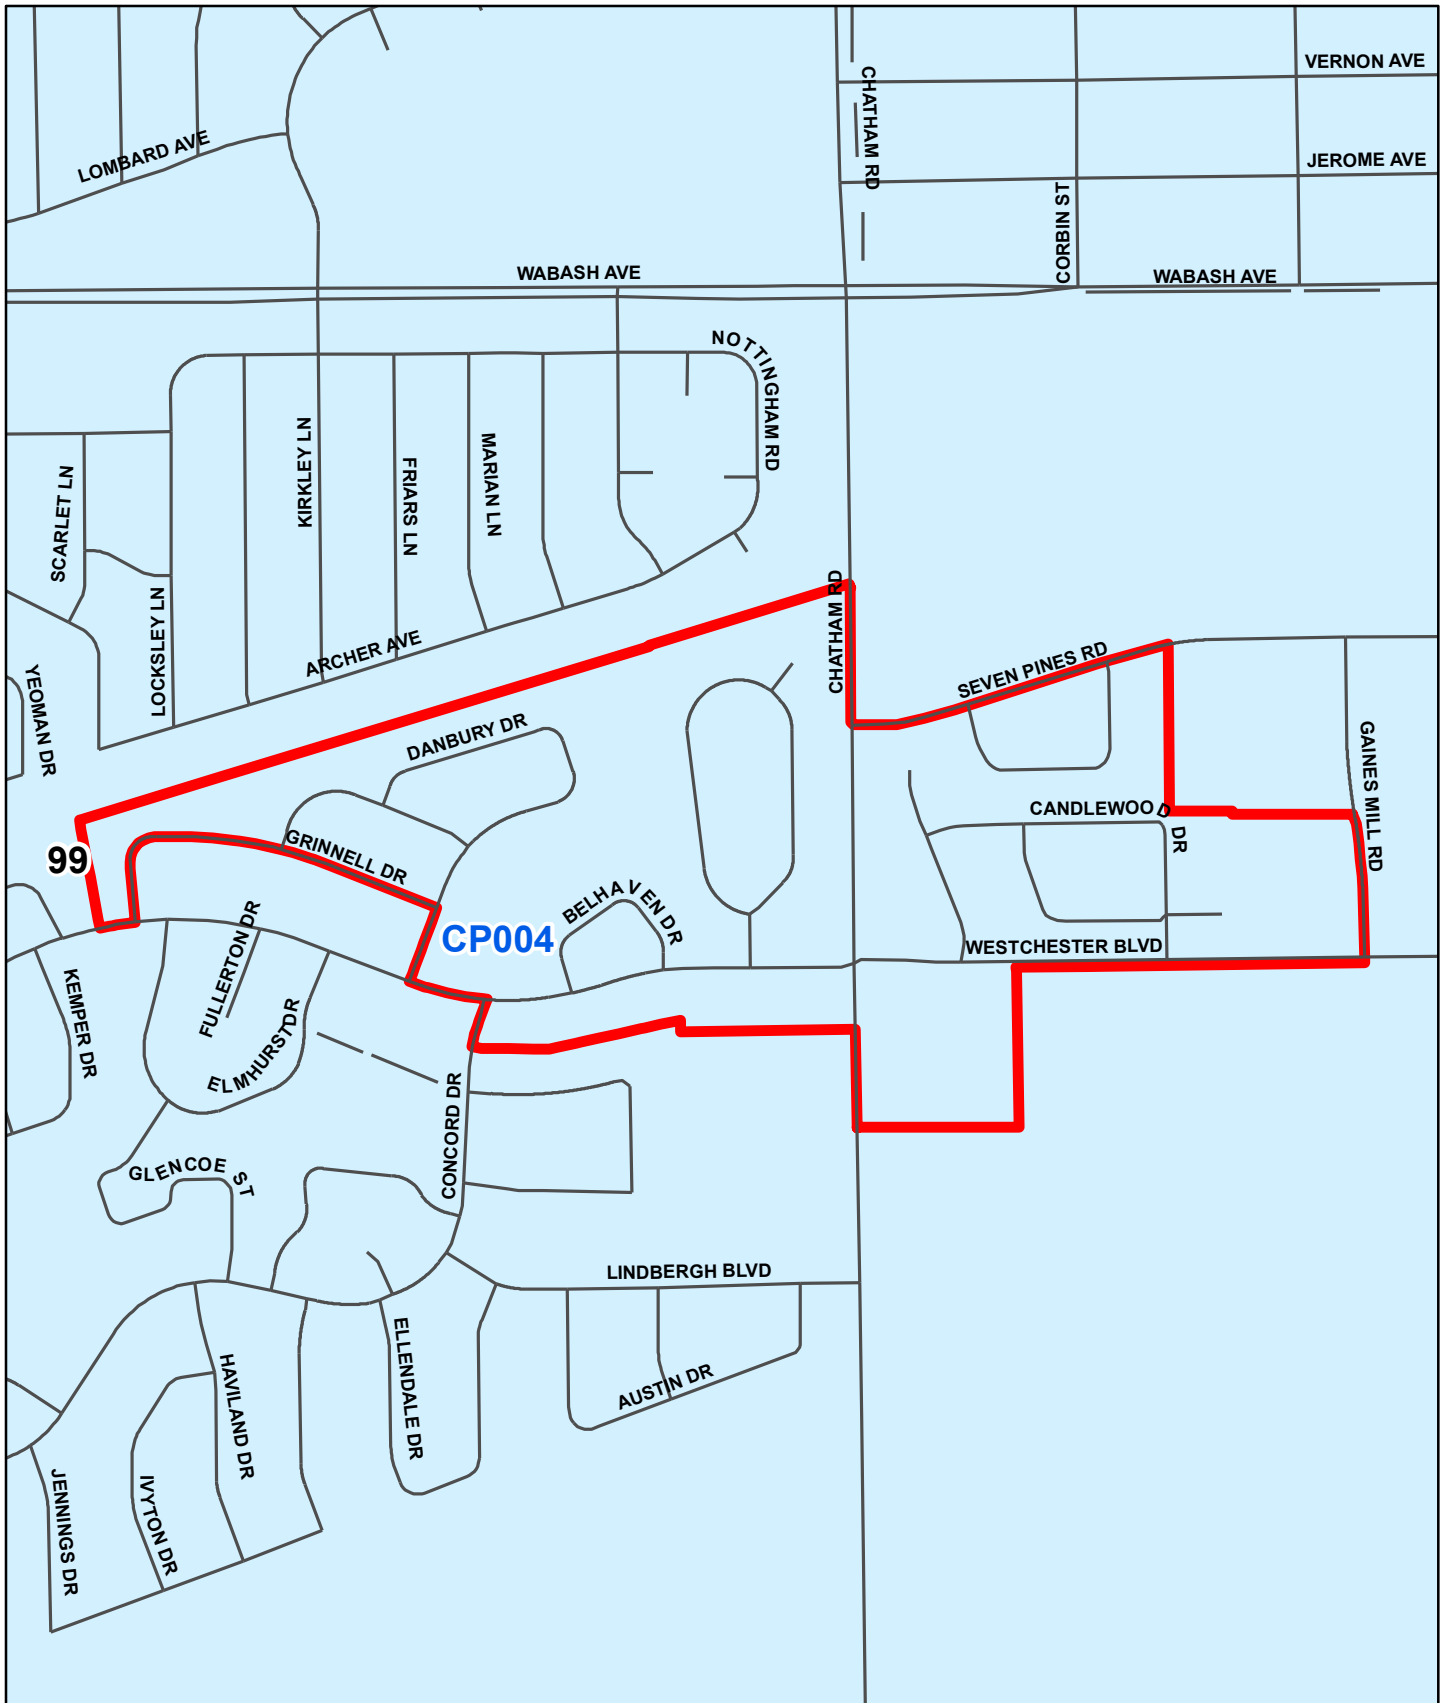 VERNON AVE
CHATHAM RD
LOMBARD AVE
JEROME AVE
CORBIN ST
WABASH AVE
WABASH AVE
NOTTINGHAM RD
KIRKLEY LN
MARIAN LN
FRIARS LN
SCARLET LN
LOCKSLEY LN
CHATHAM RD
ARCHER AVE
SEVEN PINES RD
YEOMAN DR
DANBURY DR
GAINES MILL RD
CANDLEWOOD DR
GRINNELL DR
99
BELHAVEN DR
FULLERTON DR
CP004
WESTCHESTER BLVD
KEMPER DR
ELMHURST DR
CONCORD DR
GLENCOE ST
LINDBERGH BLVD
ELLENDALE DR
AUSTIN DR
HAVILAND DR
JENNINGS DR
IVYTON DR